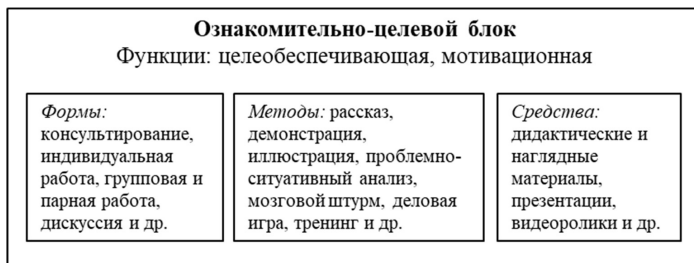 Ознакомительно-целевой блок
Функции: целеобеспечивающая, мотивационная
Формы:
консультирование,
индивидуальная
работа, групповая и
парная работа,
дискуссия и др.
Методы: рассказ,
демонстрация,
иллюстрация, проблемно-
ситуативный анализ,
мозговой штурм, деловая
игра, тренинг и др.
Средства:
дидактические и
наглядные
материалы,
презентации,
видеоролики и др.